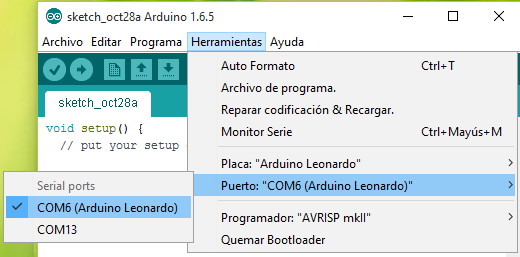 sketch_oct28a Arduino 1.6.5
Archivo Editar Programa Herramientas Ayuda
sketch_oct28a
void setup() {
// put your setup
Auto Formato Ctrl+T
Archivo de programa.
Reparar codificación & Recargar.
Monitor Serie Ctrl+Mayús+M
Placa: "Arduino Leonardo"
Puerto: "COM6 (Arduino Leonardo)"
Programador: "AVRISP mkII"
Quemar Bootloader
Serial ports
COM6 (Arduino Leonardo)
COM13